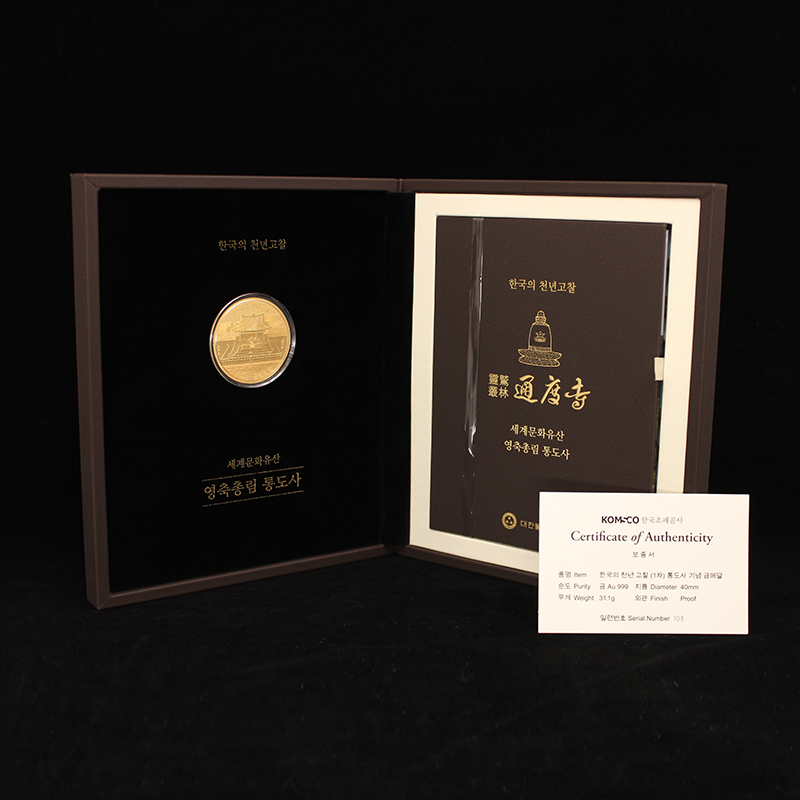 한국의 천년고찰
세계문화유산
영축총림 통도사
한국의 천년고찰
靈鷲
叢林 通度寺
세계문화유산
영축총림 통도사
대한불
KOMSCO 한국조폐공사
Certificate of Authenticity
보증서
품명 Item 한국의 천년 고찰 (1차) 통도사 기념 금메달
순도 Purity 금 Au 999 지름 Diameter 40mm
무게 Weight 31.1g 외관 Finish Proof
일련번호 Serial Number 103